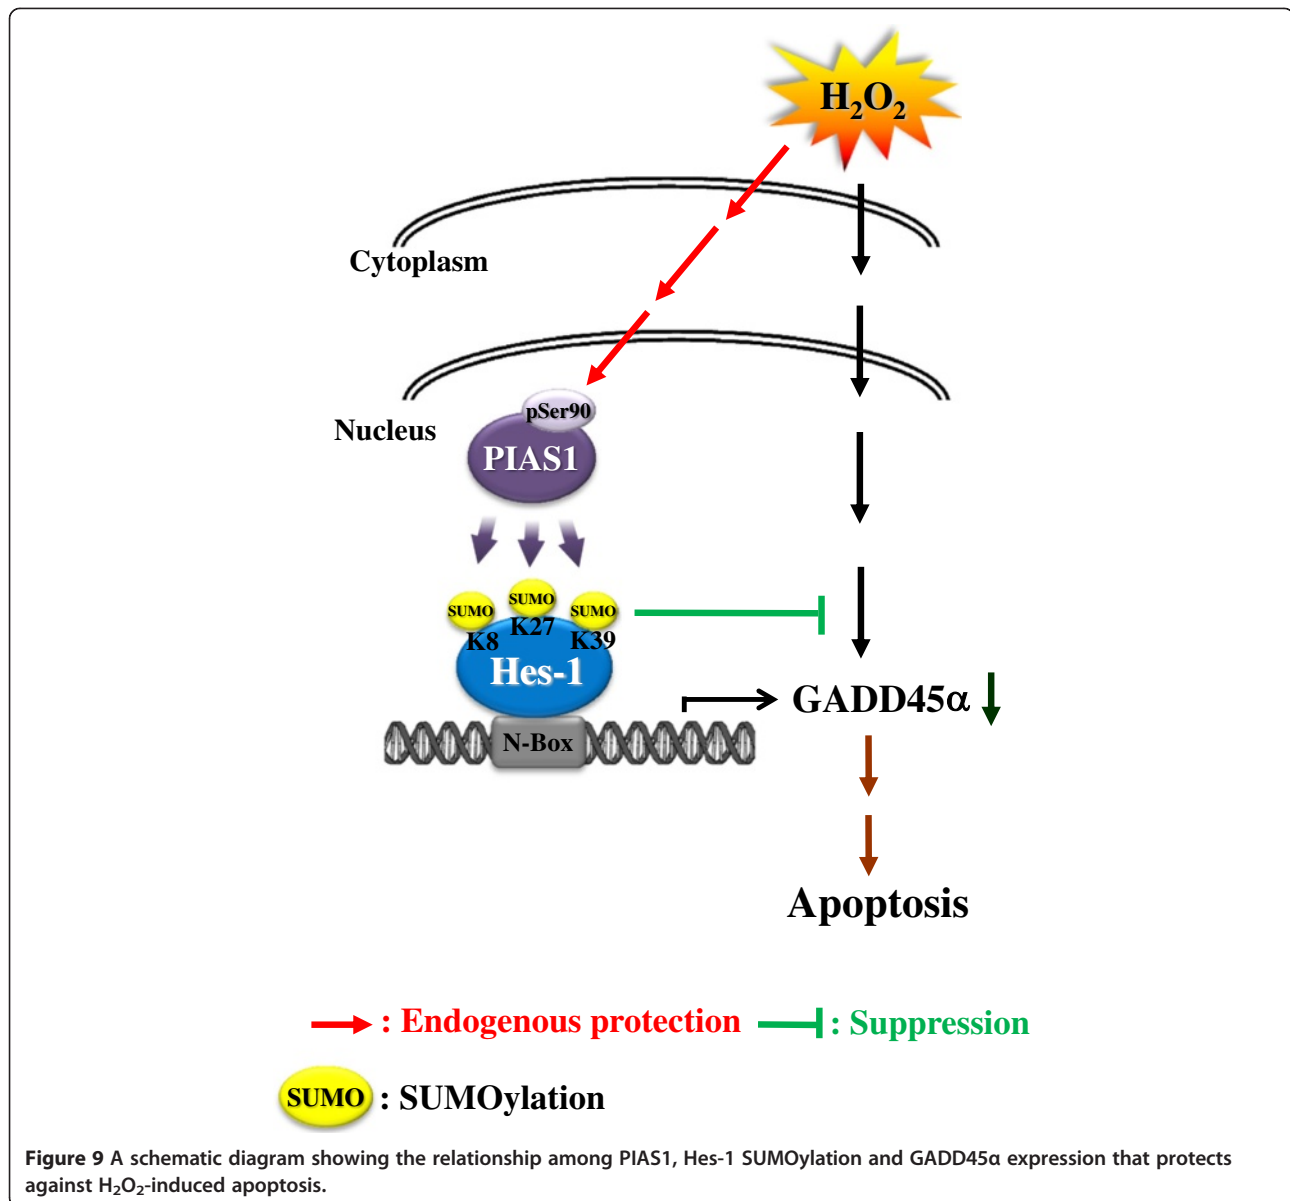 H₂O₂
Cytoplasm
Nucleus
pSer90
PIAS1
SUMO
SUMO
SUMO
K8
K27
K39
Hes-1
N-Box
GADD45α
Apoptosis
: Endogenous protection
: Suppression
SUMO : SUMOylation
Figure 9 A schematic diagram showing the relationship among PIAS1, Hes-1 SUMOylation and GADD45α expression that protects
against H₂O₂-induced apoptosis.